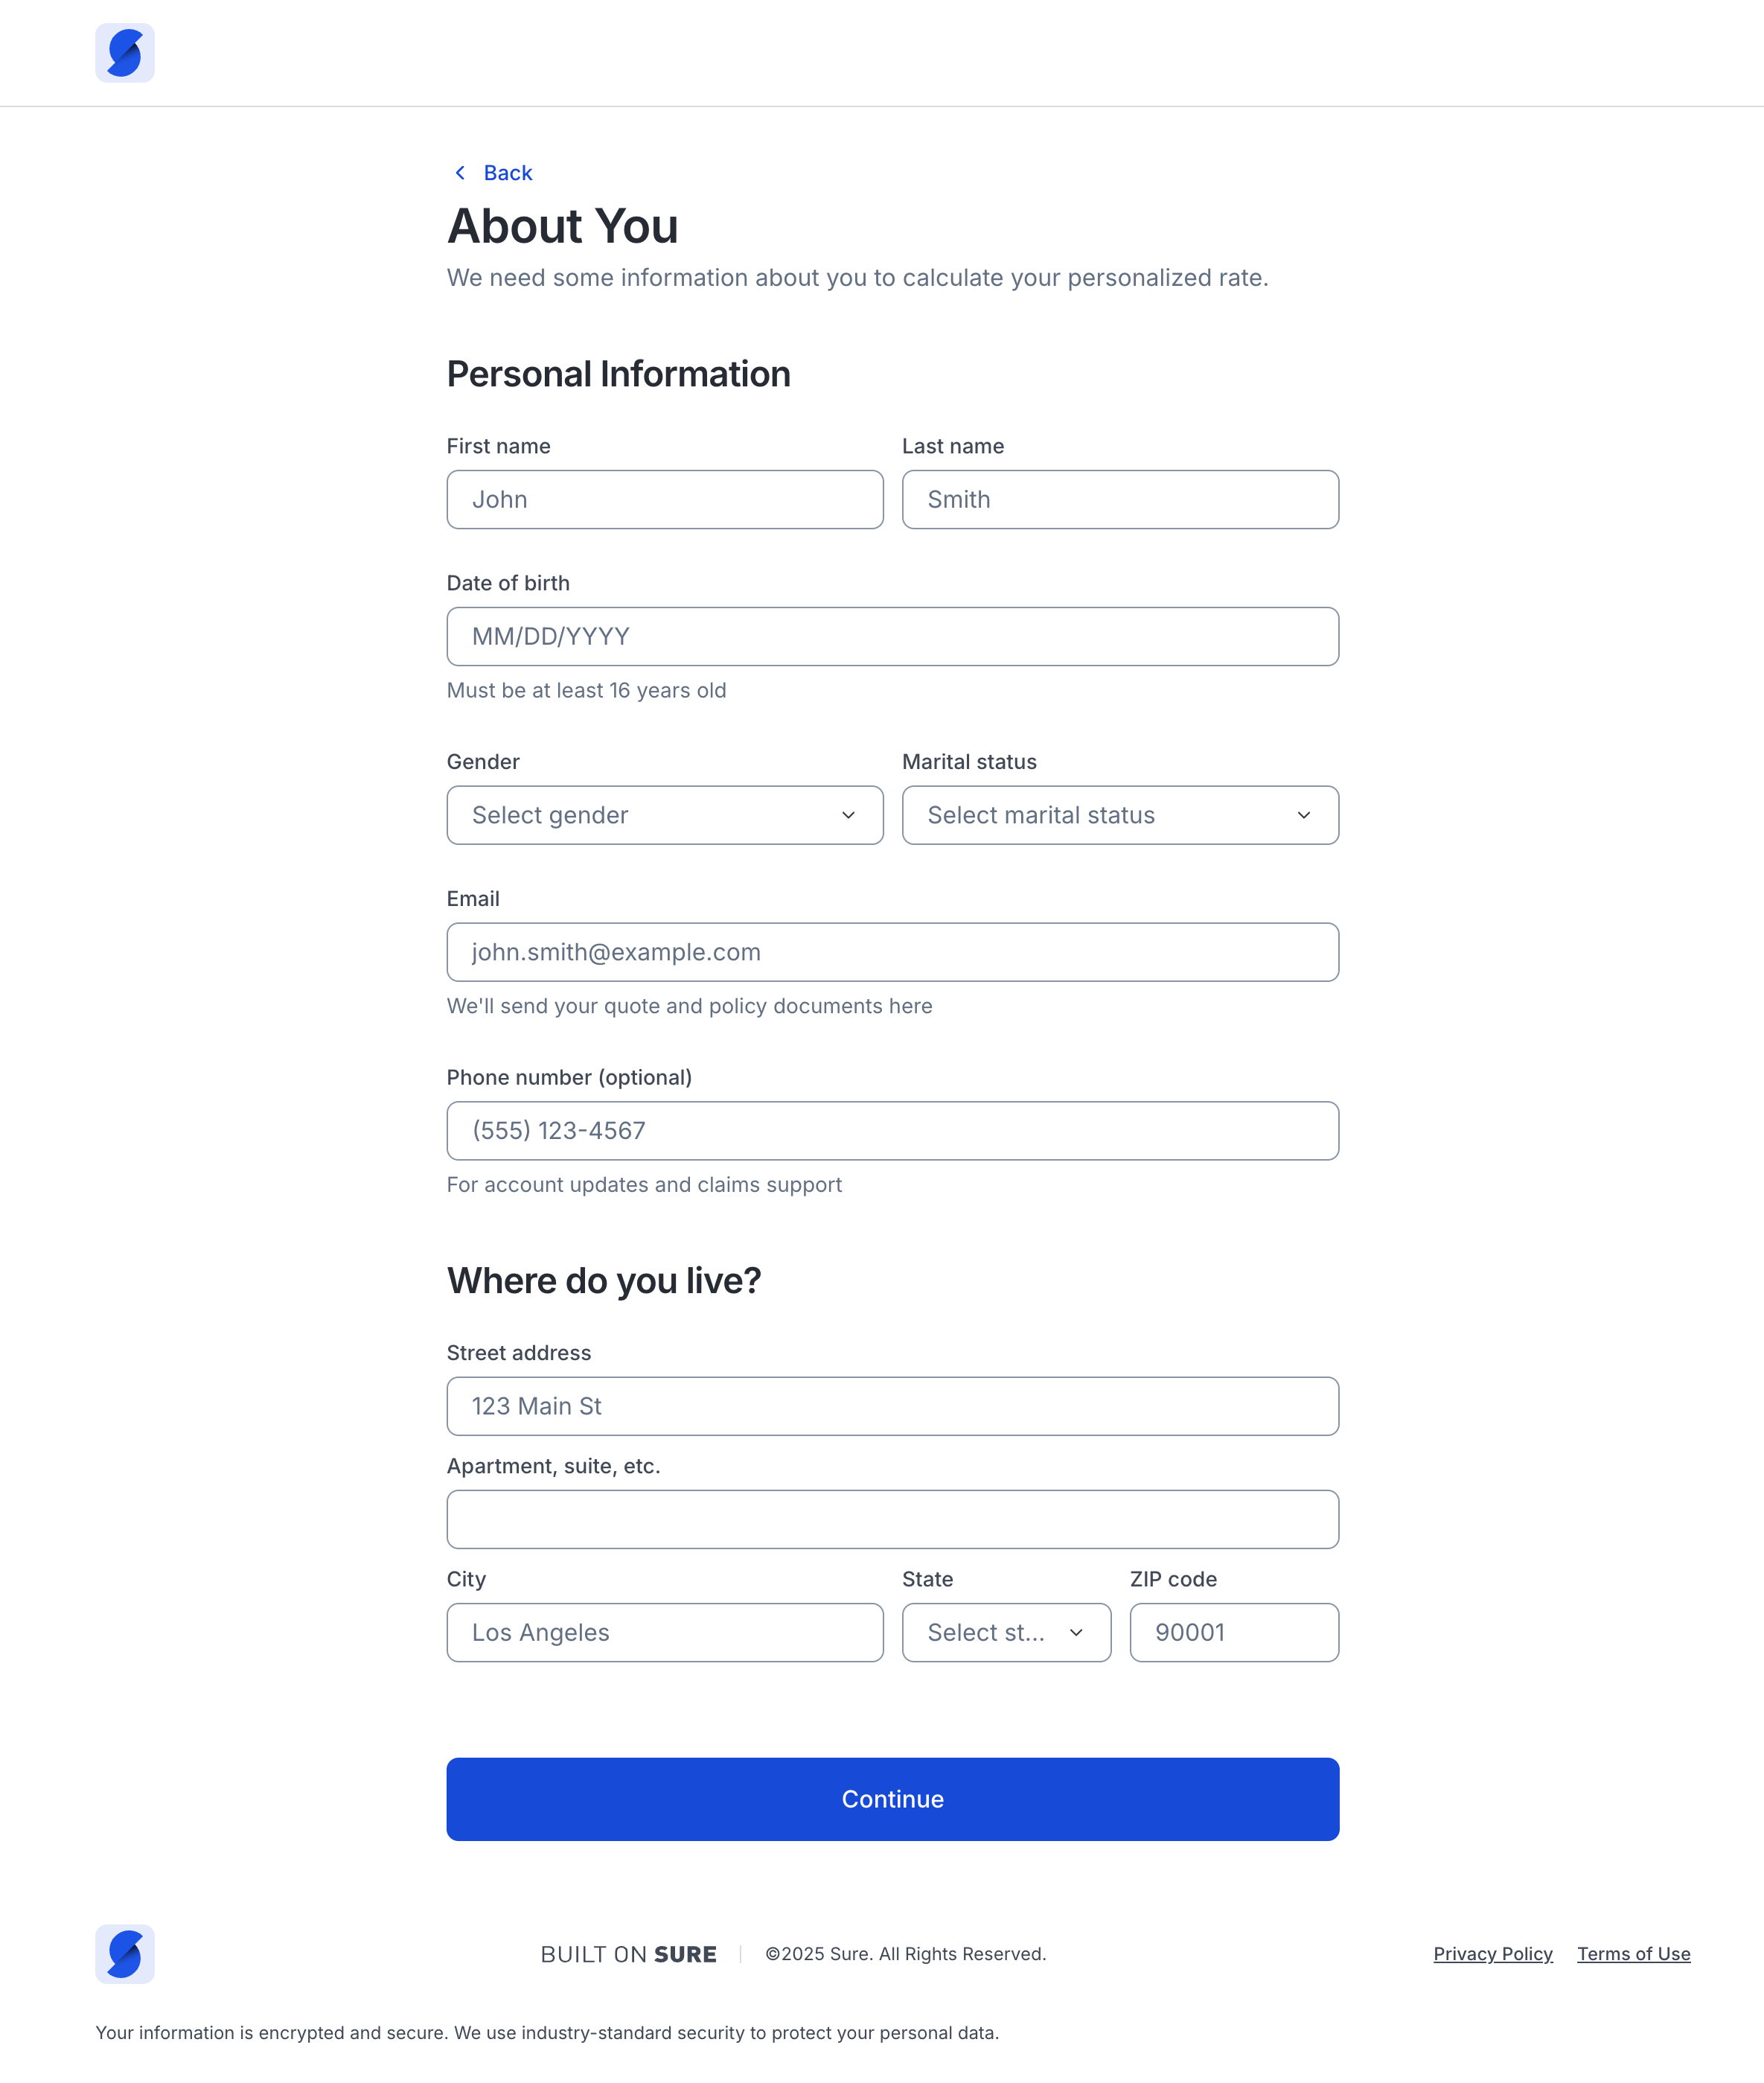 Back
About You
We need some information about you to calculate your personalized rate.
Personal Information
First name
Last name
John
Smith
Date of birth
MM/DD/YYYY
Must be at least 16 years old
Gender
Marital status
Select gender
Select marital status
Email
john.smith@example.com
We'll send your quote and policy documents here
Phone number (optional)
(555) 123-4567
For account updates and claims support
Where do you live?
Street address
123 Main St
Apartment, suite, etc.
City
State
ZIP code
Los Angeles
Select st...
90001
Continue
BUILT ON SURE
©2025 Sure. All Rights Reserved.
Privacy Policy
Terms of Use
Your information is encrypted and secure. We use industry-standard security to protect your personal data.